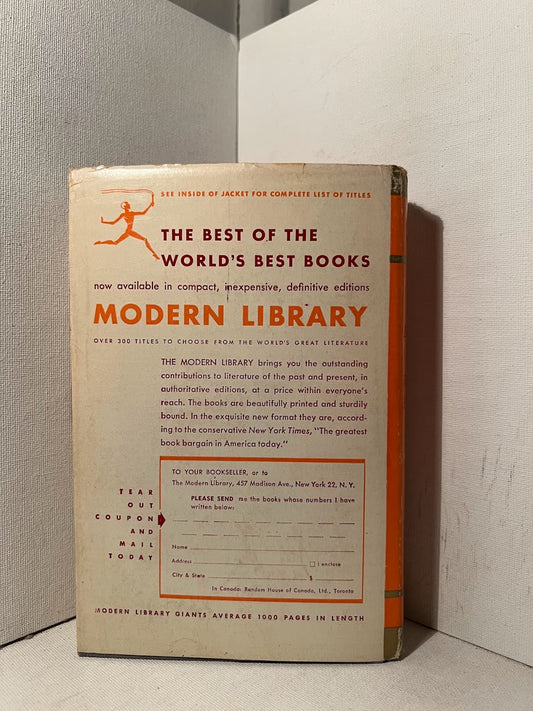 SEE INSIDE OF JACKET FOR COMPLETE LIST OF TITLES
THE BEST OF THE
WORLD'S BEST BOOKS
now available in compact, inexpensive, definitive editions
MODERN LIBRARY
OVER 300 TITLES TO CHOOSE FROM THE WORLD'S GREAT LITERATURE
THE MODERN LIBRARY brings you the outstanding
contributions to literature of the past and present, in
authoritative editions, at a price within everyone's
reach. The books are beautifully printed and sturdily
bound. In the exquisite new format they are, accord-
ing to the conservative New York Times, "The greatest
book bargain in America today."
TEAR
OUT
COUPON
AND
MAIL
TODAY
TO YOUR BOOKSELLER, or to
The Modern Library, 457 Madison Ave., New York 22, N. Y.
PLEASE SEND me the books whose numbers I have
written below:
Name
Address I enclose
City & State $
In Canada: Random House of Canada, Ltd., Toronto
MODERN LIBRARY GIANTS AVERAGE 1000 PAGES IN LENGTH